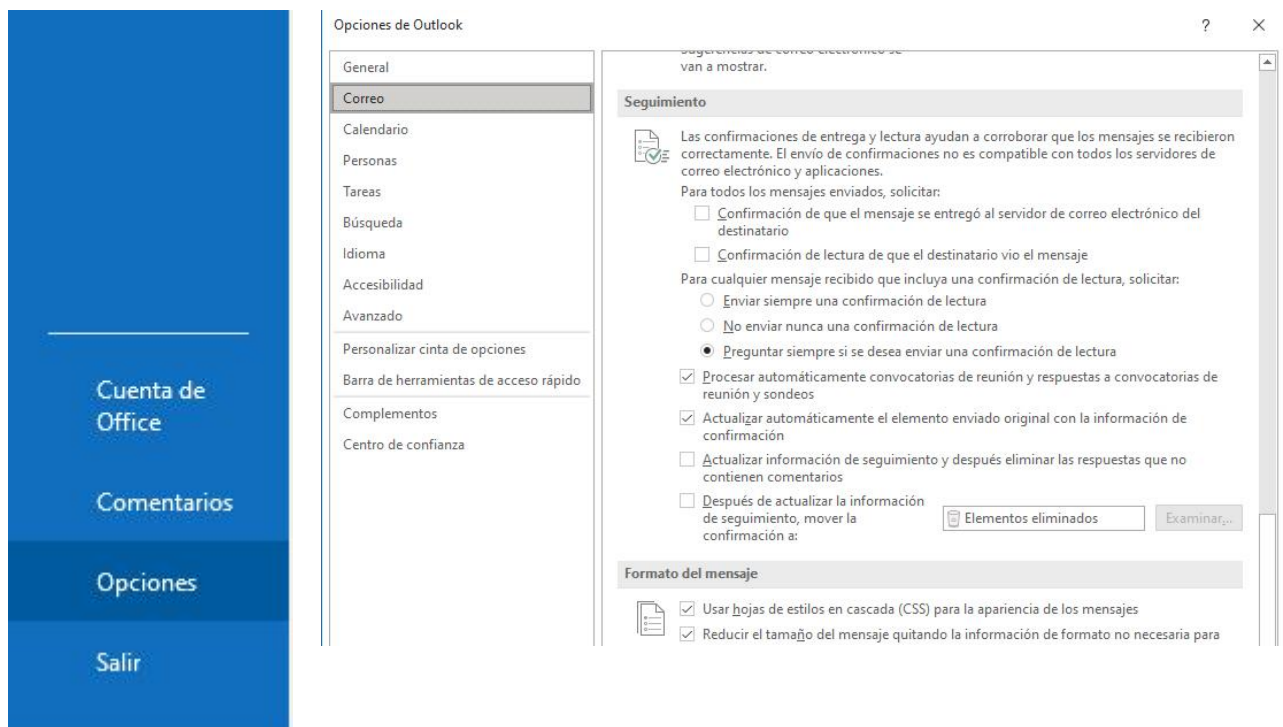 Cuenta de
Office
Comentarios
Opciones
Salir
Opciones de Outlook
?
General
Correo
Calendario
Personas
Tareas
Búsqueda
Idioma
Accesibilidad
Avanzado
Personalizar cinta de opciones
Barra de herramientas de acceso rápido
Complementos
Centro de confianza
van a mostrar.
Seguimiento
Las confirmaciones de entrega y lectura ayudan a corroborar que los mensajes se recibieron
correctamente. El envío de confirmaciones no es compatible con todos los servidores de
correo electrónico y aplicaciones.
Para todos los mensajes enviados, solicitar:
Confirmación de que el mensaje se entregó al servidor de correo electrónico del
destinatario
Confirmación de lectura de que el destinatario vio el mensaje
Para cualquier mensaje recibido que incluya una confirmación de lectura, solicitar:
Enviar siempre una confirmación de lectura
No enviar nunca una confirmación de lectura
Preguntar siempre si se desea enviar una confirmación de lectura
Procesar automáticamente convocatorias de reunión y respuestas a convocatorias de
reunión y sondeos
Actualizar automáticamente el elemento enviado original con la información de
confirmación
Actualizar información de seguimiento y después eliminar las respuestas que no
contienen comentarios
Después de actualizar la información
de seguimiento, mover la
confirmación a:
Elementos eliminados
Examinar...
Formato del mensaje
Usar hojas de estilos en cascada (CSS) para la apariencia de los mensajes
Reducir el tamaño del mensaje quitando la información de formato no necesaria para